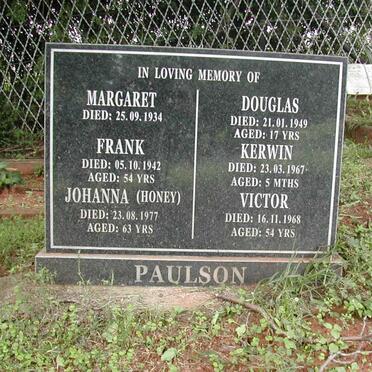 IN LOVING MEMORY OF
MARGARET
DIED: 25.09.1934
FRANK
DIED: 05.10.1942
AGED: 54 YRS
JOHANNA (HONEY)
DIED: 23.08.1977
AGED: 63 YRS
DOUGLAS
DIED: 21.01.1949
AGED: 17 YRS
KERWIN
DIED: 23.03.1967
AGED: 5 MTHS
VICTOR
DIED: 16.11.1968
AGED: 54 YRS
PAULSON